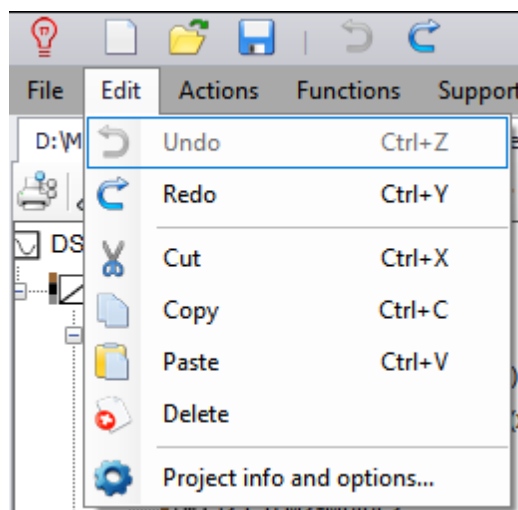 File Edit Actions Functions Support
D:\M
Undo Ctrl+Z
Redo Ctrl+Y
DS
Cut Ctrl+X
Copy Ctrl+C
Paste Ctrl+V
Delete
Project info and options...